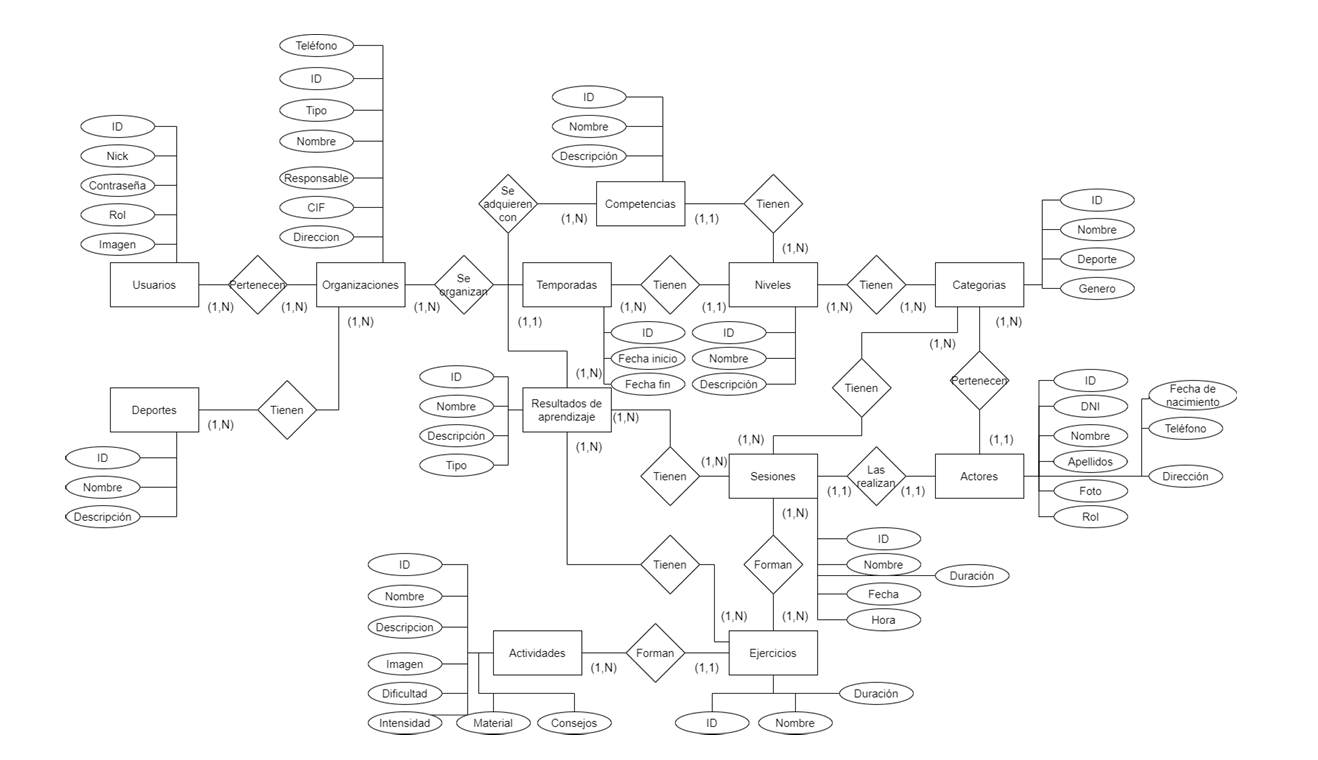 Teléfono
ID
Tipo
Nombre
Responsable
CIF
Direccion
ID
Nick
Contraseña
Rol
Imagen
ID
Nombre
Descripción
Se
adquieren
con
(1,N)
Competencias
(1,1)
Tienen
(1,N)
ID
Nombre
Deporte
Genero
Usuarios
(1,N)
Pertenecen
(1,N)
Organizaciones
(1,N)
(1,N)
Se
organizan
(1,1)
Temporadas
(1,N)
Tienen
(1,1)
Niveles
(1,N)
Tienen
(1,N)
Categorias
(1,N)
(1,N)
ID
Fecha inicio
Fecha fin
ID
Nombre
Descripción
Deportes
(1,N)
Tienen
ID
Nombre
Descripción
ID
Nombre
Descripción
Tipo
(1,N)
Resultados de
aprendizaje
(1,N)
(1,N)
Tienen
Pertenecen
(1,1)
ID
DNI
Nombre
Apellidos
Foto
Rol
Fecha de
nacimiento
Teléfono
Dirección
Tienen
(1,N)
(1,N)
Sesiones
(1,1)
Las
realizan
(1,1)
Actores
(1,N)
ID
Nombre
Duración
Fecha
Hora
Tienen
Forman
(1,N)
(1,N)
ID
Nombre
Descripcion
Imagen
Dificultad
Intensidad
Material
Consejos
Actividades
(1,N)
Forman
(1,1)
Ejercicios
Duración
ID
Nombre